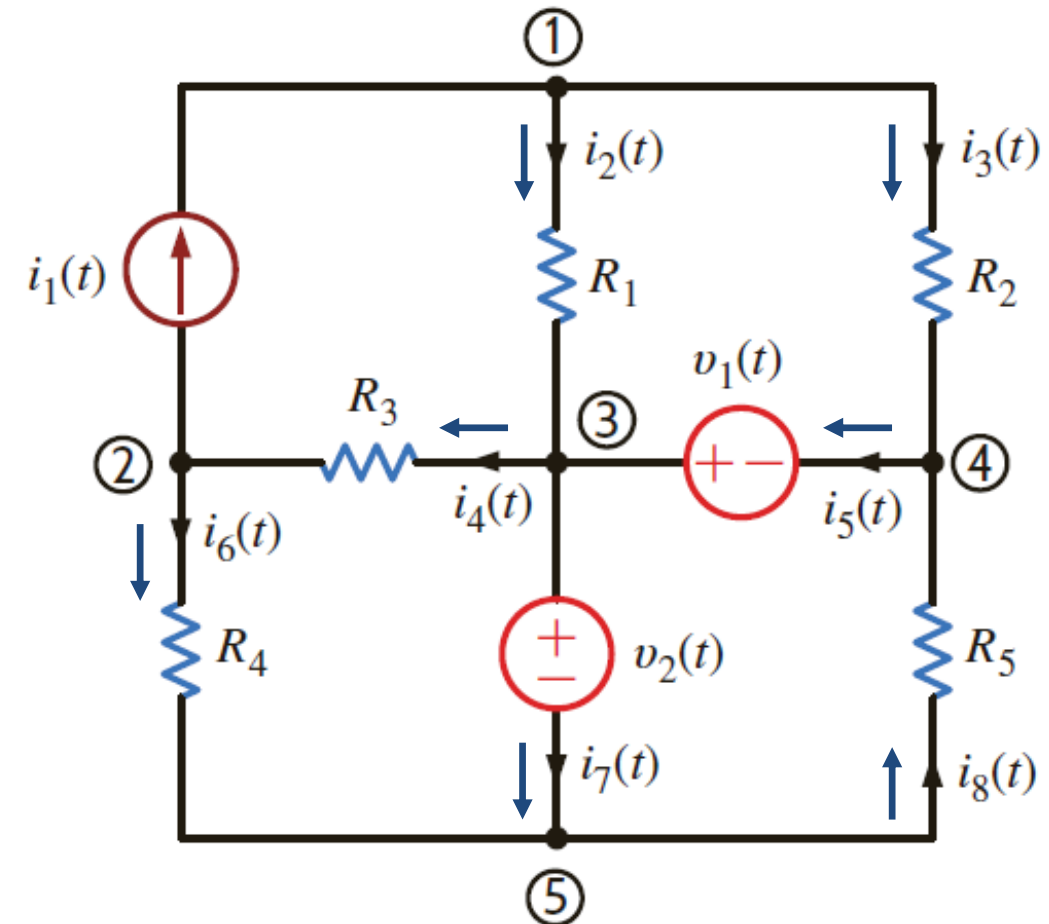 ①
i₂(t)
i₃(t)
i₁(t)
R₁
R₂
v₁(t)
R₃
③
+ −
②
④
i₄(t)
i₅(t)
i₆(t)
+
−
R₄
v₂(t)
R₅
i₇(t)
i₈(t)
⑤